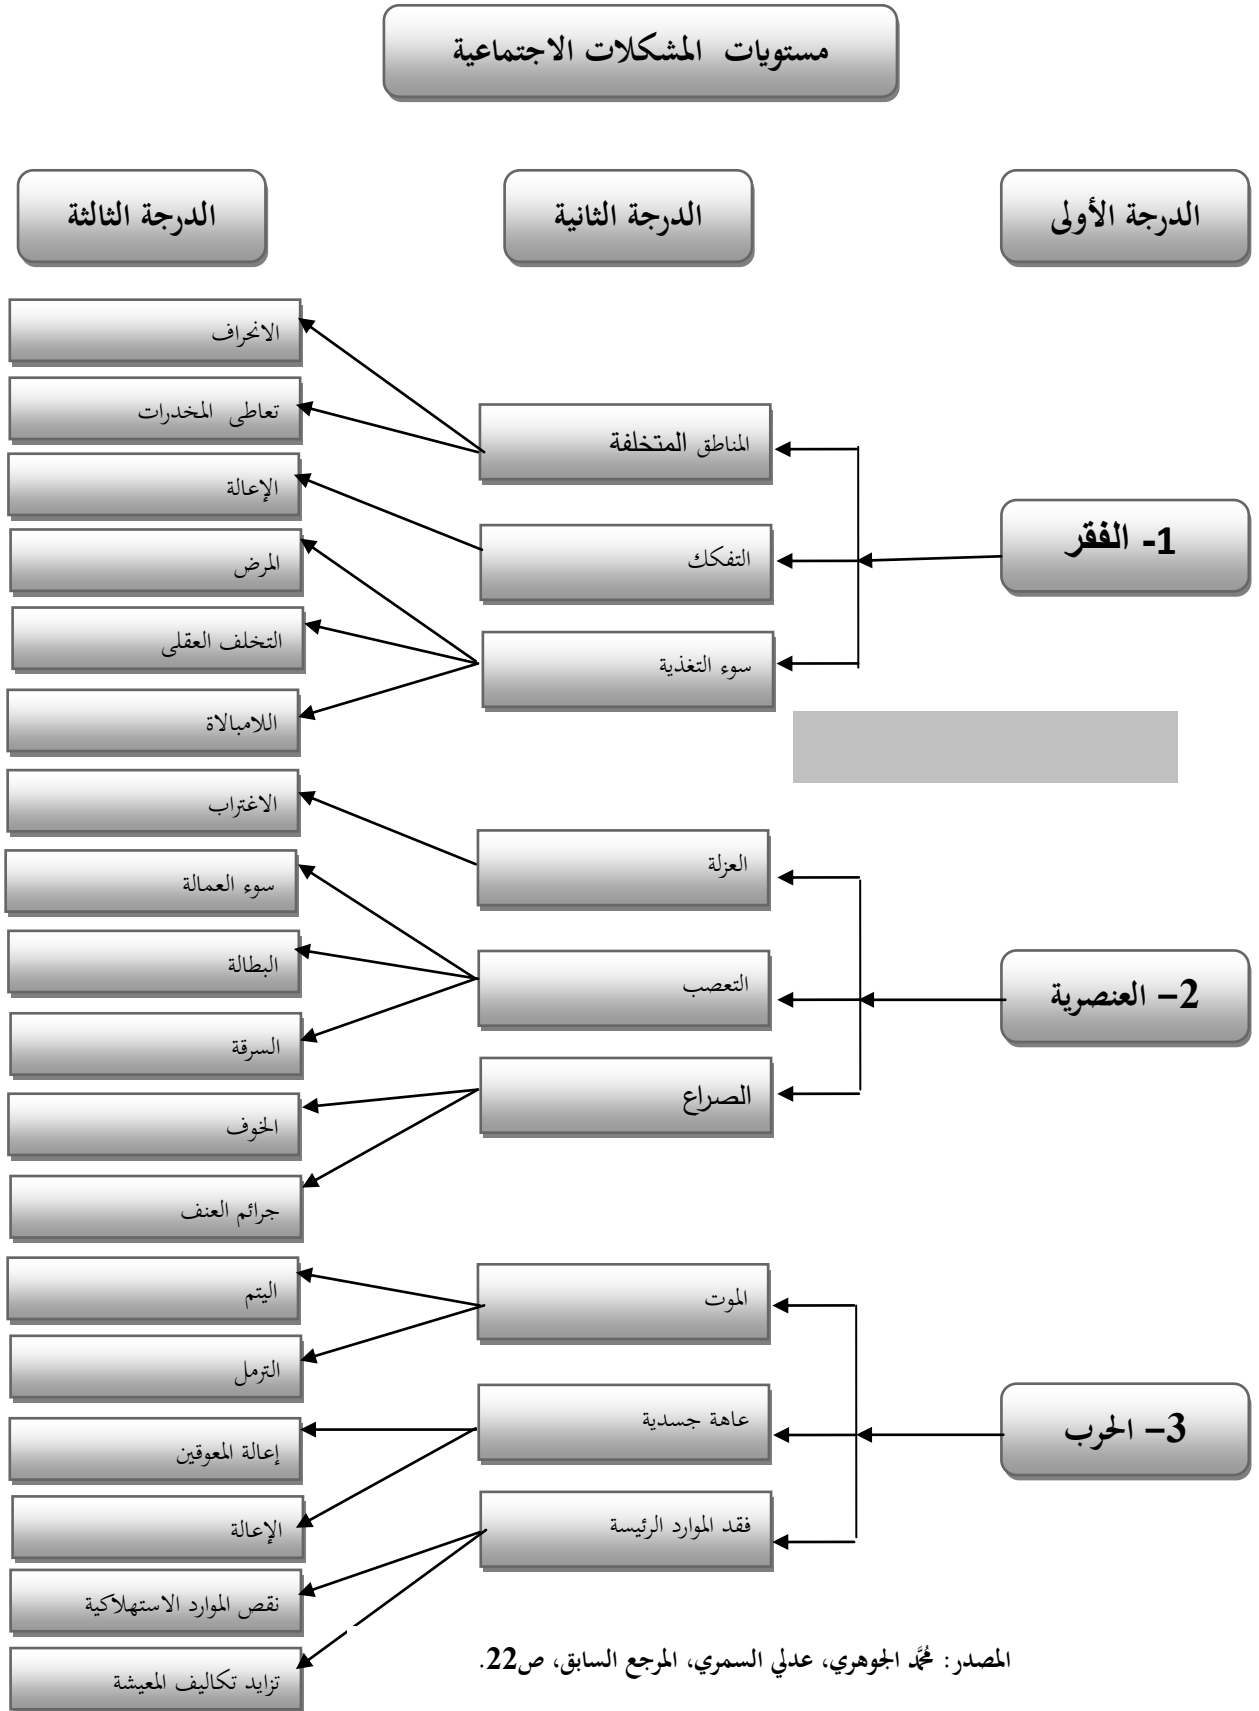 مستويات المشكلات الاجتماعية
الدرجة الأولى
الدرجة الثانية
الدرجة الثالثة
1- الفقر
المناطق المتخلفة
التفكك
سوء التغذية
الانحراف
تعاطى المخدرات
الإعالة
المرض
التخلف العقلى
اللامبالاة
2– العنصرية
العزلة
التعصب
الصراع
الاغتراب
سوء العمالة
البطالة
السرقة
الخوف
جرائم العنف
3– الحرب
الموت
عاهة جسدية
فقد الموارد الرئيسة
اليتم
الترمل
إعالة المعوقين
الإعالة
نقص الموارد الاستهلاكية
تزايد تكاليف المعيشة
المصدر: محمَّد الجوهري، عدلي السمري، المرجع السابق، ص22.